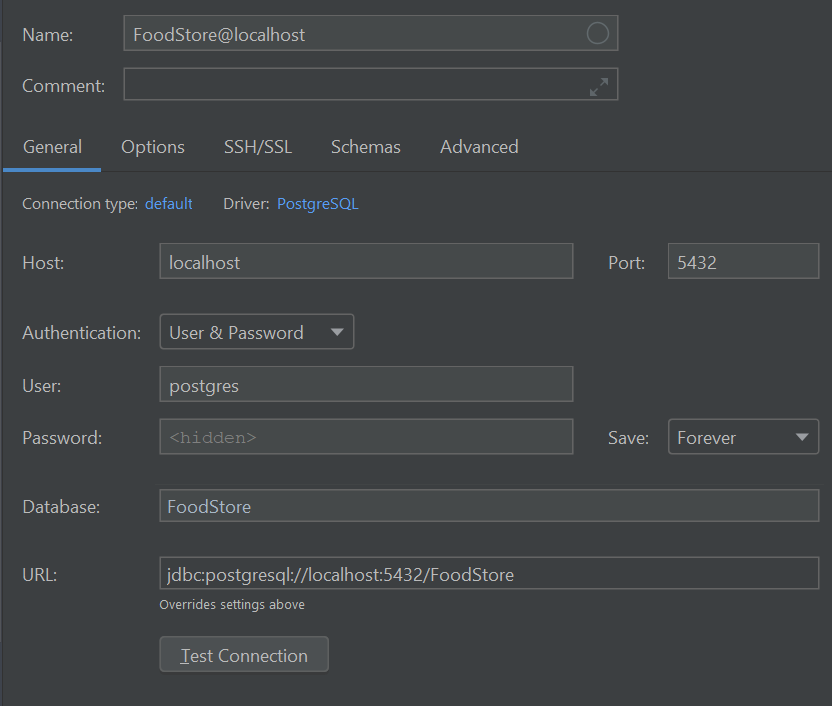 Name: FoodStore@localhost
Comment:
General Options SSH/SSL Schemas Advanced
Connection type: default Driver: PostgreSQL
Host: localhost Port: 5432
Authentication: User & Password
User: postgres
Password: <hidden> Save: Forever
Database: FoodStore
URL: jdbc:postgresql://localhost:5432/FoodStore
Overrides settings above
Test Connection